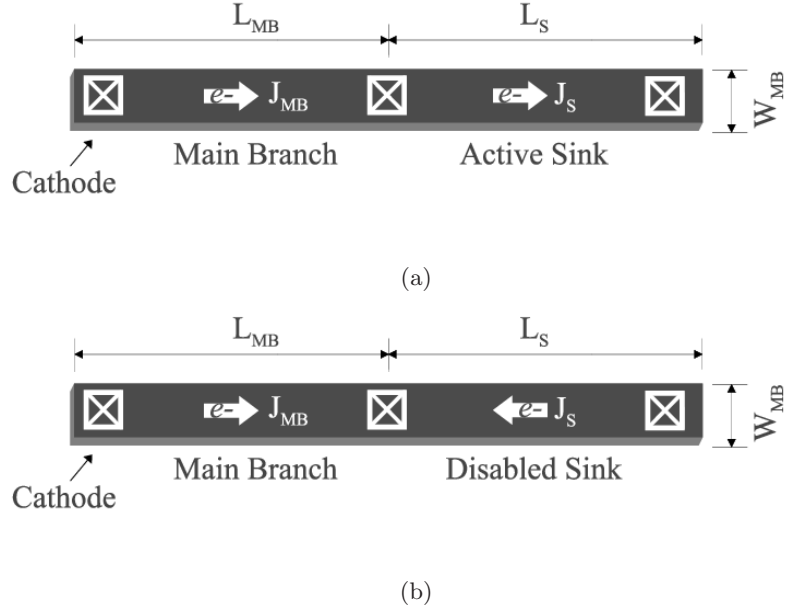 L_MB L_S
e- J_MB e- J_S W_MB
Main Branch Active Sink
Cathode
(a)
L_MB L_S
e- J_MB e- J_S W_MB
Main Branch Disabled Sink
Cathode
(b)